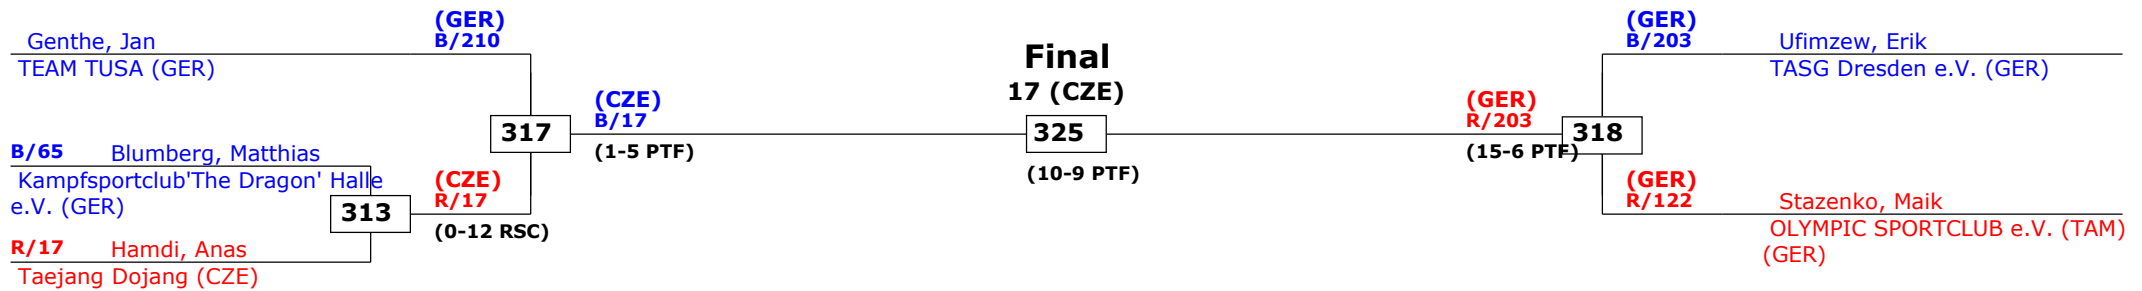 (GER)
B/210
Genthe, Jan
TEAM TUSA (GER)
B/65 Blumberg, Matthias
Kampfsportclub'The Dragon' Halle
e.V. (GER)
R/17 Hamdi, Anas
Taejang Dojang (CZE)
313
(CZE)
R/17
(0-12 RSC)
317
(CZE)
B/17
(1-5 PTF)
Final
17 (CZE)
325
(10-9 PTF)
(GER)
R/203
(15-6 PTF)
318
(GER)
B/203
Ufimzew, Erik
TASG Dresden e.V. (GER)
(GER)
R/122
Stazenko, Maik
OLYMPIC SPORTCLUB e.V. (TAM)
(GER)